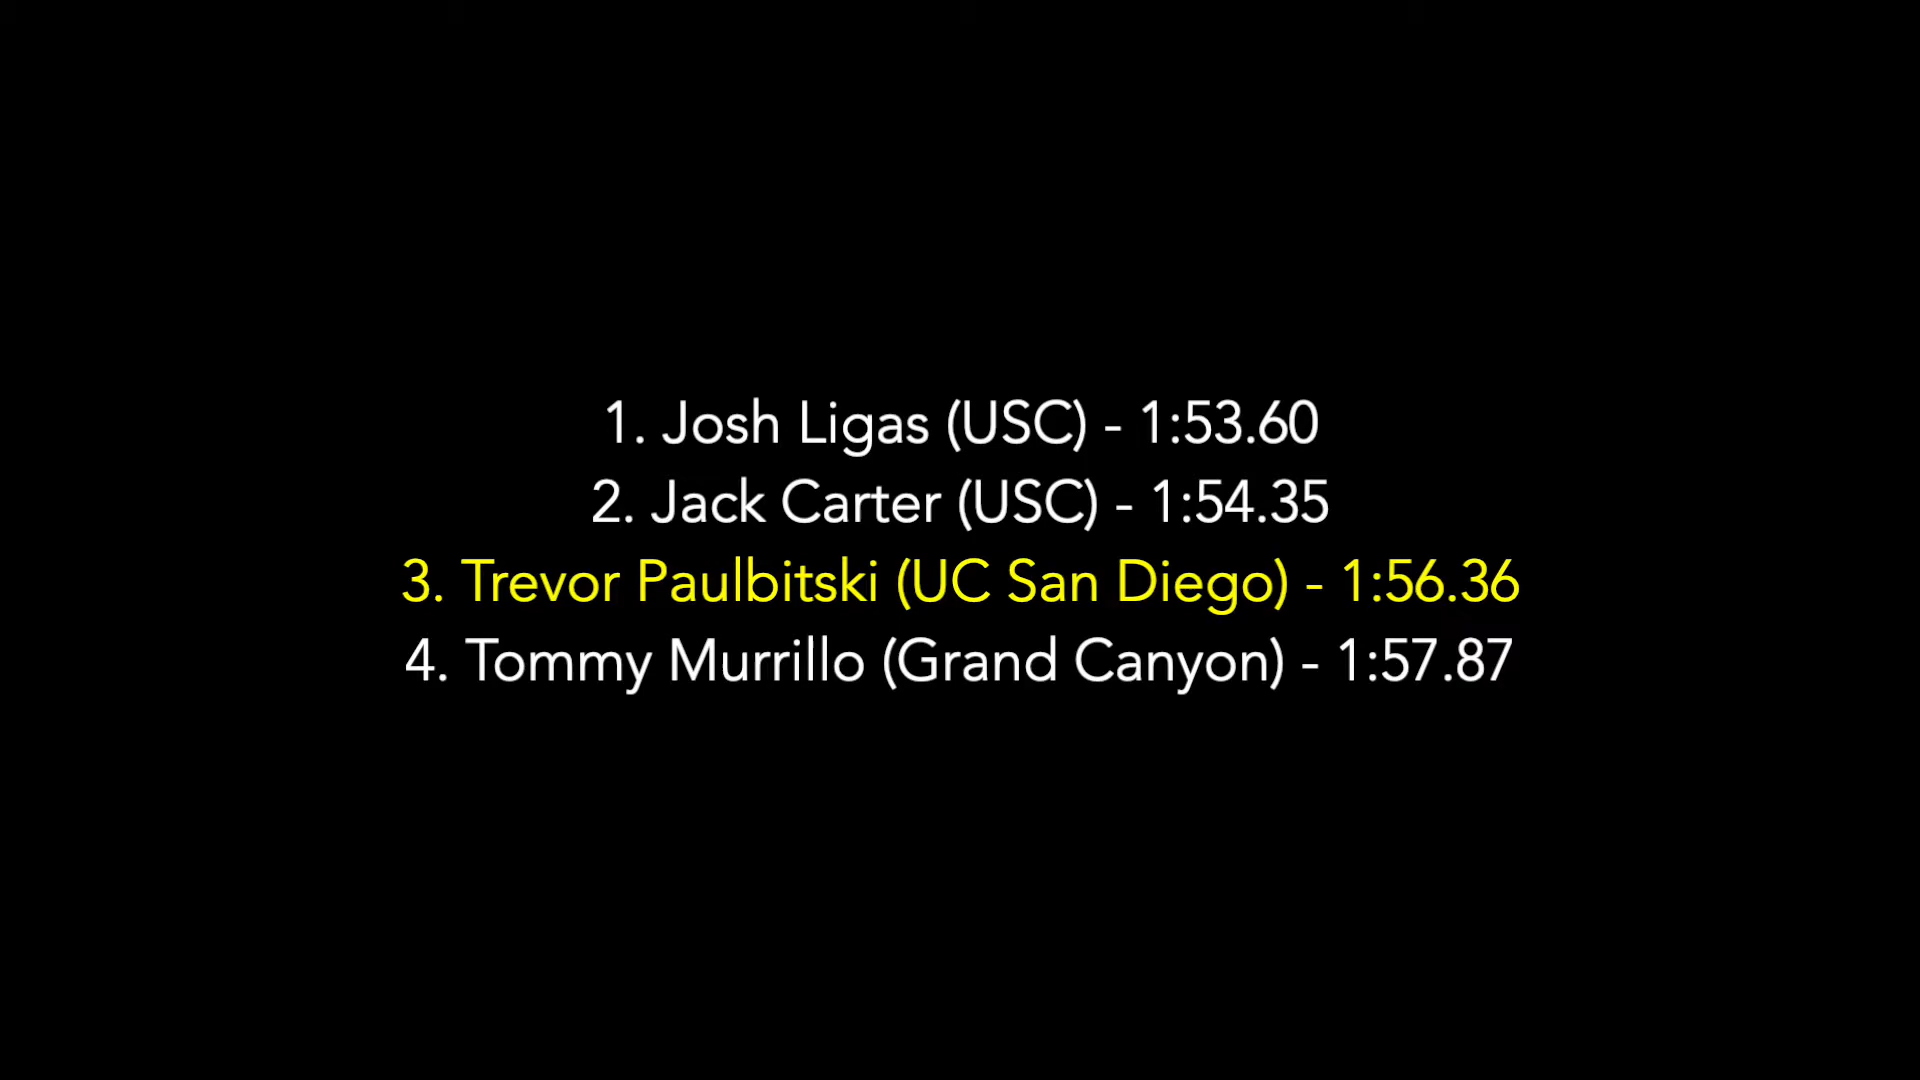 1. Josh Ligas (USC) - 1:53.60
2. Jack Carter (USC) - 1:54.35
3. Trevor Paulbitski (UC San Diego) - 1:56.36
4. Tommy Murrillo (Grand Canyon) - 1:57.87